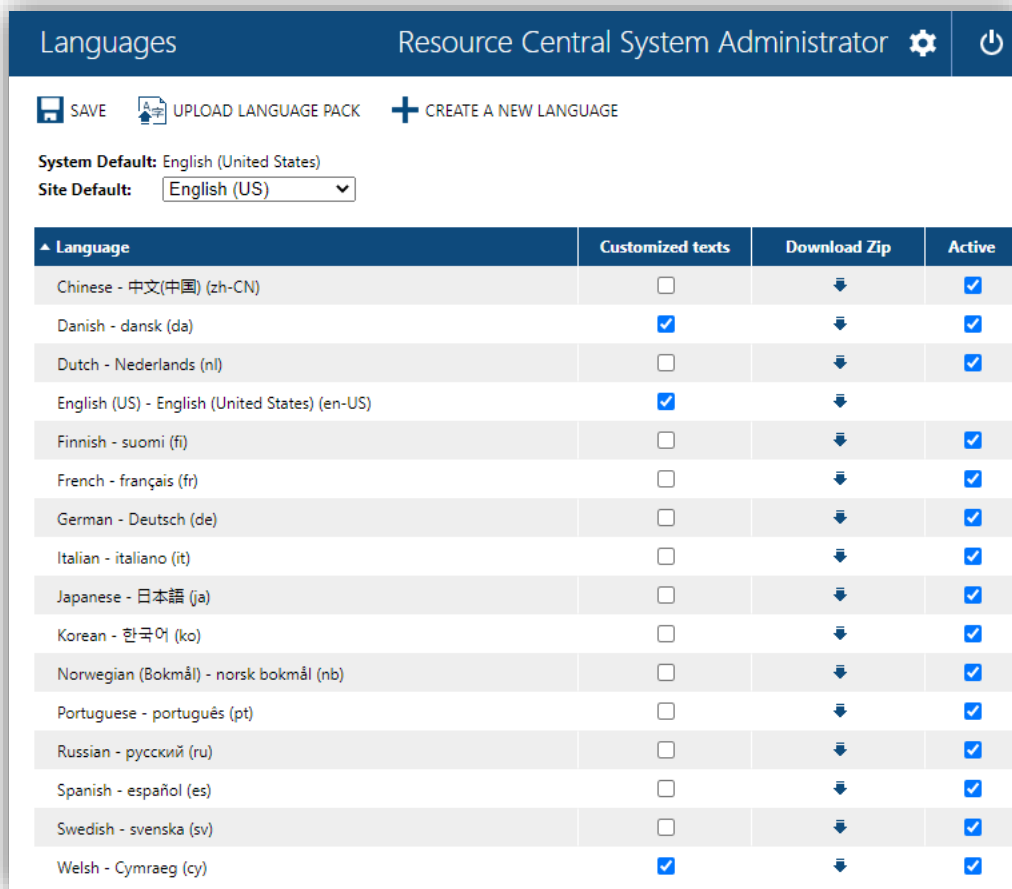 Languages Resource Central System Administrator
SAVE UPLOAD LANGUAGE PACK CREATE A NEW LANGUAGE
System Default: English (United States)
Site Default: English (US)
Language Customized texts Download Zip Active
Chinese - 中文(中国) (zh-CN)
Danish - dansk (da)
Dutch - Nederlands (nl)
English (US) - English (United States) (en-US)
Finnish - suomi (fi)
French - français (fr)
German - Deutsch (de)
Italian - italiano (it)
Japanese - 日本語 (ja)
Korean - 한국어 (ko)
Norwegian (Bokmål) - norsk bokmål (nb)
Portuguese - português (pt)
Russian - русский (ru)
Spanish - español (es)
Swedish - svenska (sv)
Welsh - Cymraeg (cy)